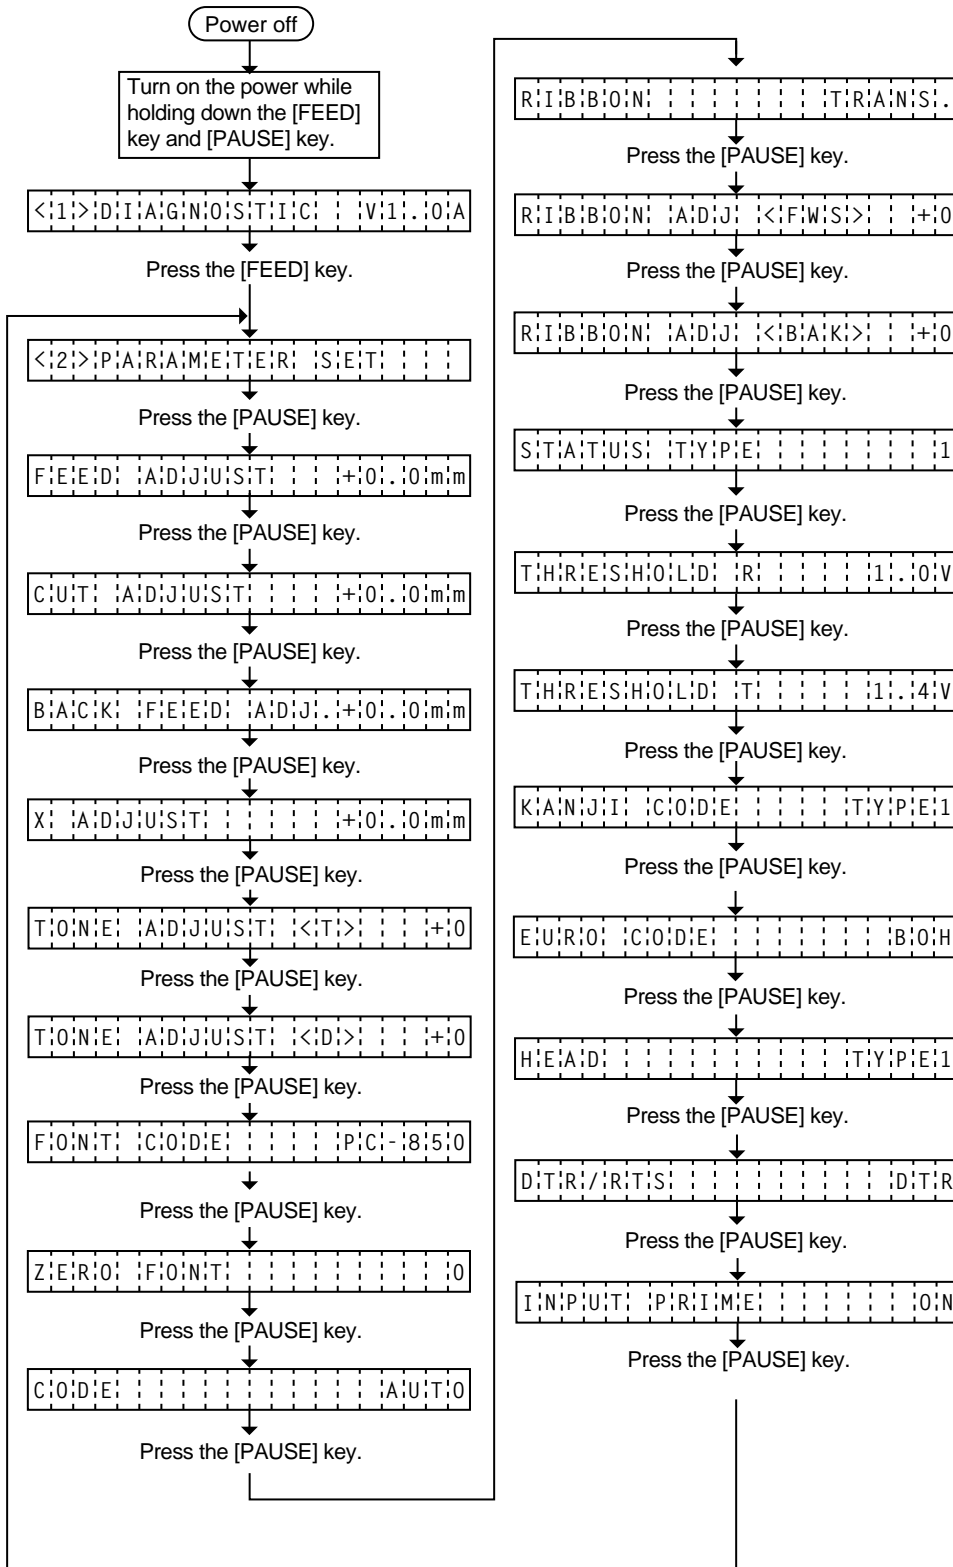 Power off
Turn on the power while
holding down the [FEED]
key and [PAUSE] key.
<1>DIAGNOSTIC V1.0A
Press the [FEED] key.
<2>PARAMETER SET
Press the [PAUSE] key.
FEED ADJUST +0.0mm
Press the [PAUSE] key.
CUT ADJUST +0.0mm
Press the [PAUSE] key.
BACK FEED ADJ.+0.0mm
Press the [PAUSE] key.
X ADJUST +0.0mm
Press the [PAUSE] key.
TONE ADJUST <T> +0
Press the [PAUSE] key.
TONE ADJUST <D> +0
Press the [PAUSE] key.
FONT CODE PC-850
Press the [PAUSE] key.
ZERO FONT 0
Press the [PAUSE] key.
CODE AUTO
Press the [PAUSE] key.
RIBBON TRANS.
Press the [PAUSE] key.
RIBBON ADJ <FWS> +0
Press the [PAUSE] key.
RIBBON ADJ <BAK> +0
Press the [PAUSE] key.
STATUS TYPE 1
Press the [PAUSE] key.
THRESHOLD R 1.0V
Press the [PAUSE] key.
THRESHOLD T 1.4V
Press the [PAUSE] key.
KANJI CODE TYPE1
Press the [PAUSE] key.
EURO CODE BOH
Press the [PAUSE] key.
HEAD TYPE1
Press the [PAUSE] key.
DTR/RTS DTR
Press the [PAUSE] key.
INPUT PRIME ON
Press the [PAUSE] key.